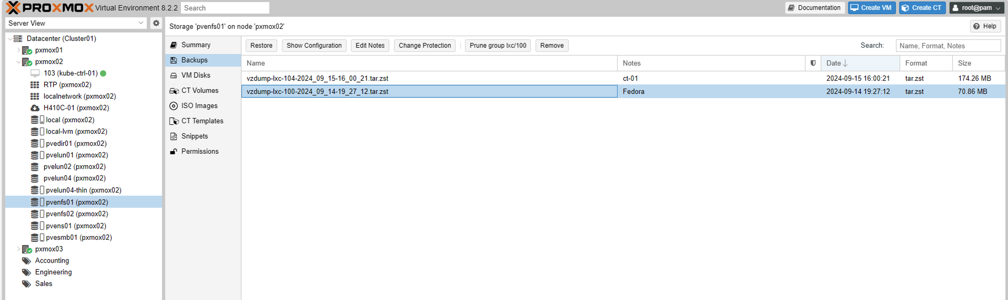 PROXMOX Virtual Environment 8.2.2 Search Documentation Create VM Create CT root@pam
Server View
Storage 'pvenfs01' on node 'pxmox02' Help
Datacenter (Cluster01)
pxmox01
pxmox02
103 (kube-ctrl-01)
RTP (pxmox02)
localnetwork (pxmox02)
H410C-01 (pxmox02)
local (pxmox02)
local-lvm (pxmox02)
pvedir01 (pxmox02)
pvelun01 (pxmox02)
pvelun02 (pxmox02)
pvelun04 (pxmox02)
pvelun04-thin (pxmox02)
pvenfs01 (pxmox02)
pvenfs02 (pxmox02)
pvens01 (pxmox02)
pvesmb01 (pxmox02)
pxmox03
Accounting
Engineering
Sales
Summary
Backups
VM Disks
CT Volumes
ISO Images
CT Templates
Snippets
Permissions
Restore Show Configuration Edit Notes Change Protection Prune group lxc/100 Remove Search: Name, Format, Notes
Name Notes Date ↓ Format Size
vzdump-lxc-104-2024_09_15-16_00_21.tar.zst ct-01 2024-09-15 16:00:21 tar.zst 174.26 MB
vzdump-lxc-100-2024_09_14-19_27_12.tar.zst Fedora 2024-09-14 19:27:12 tar.zst 70.86 MB